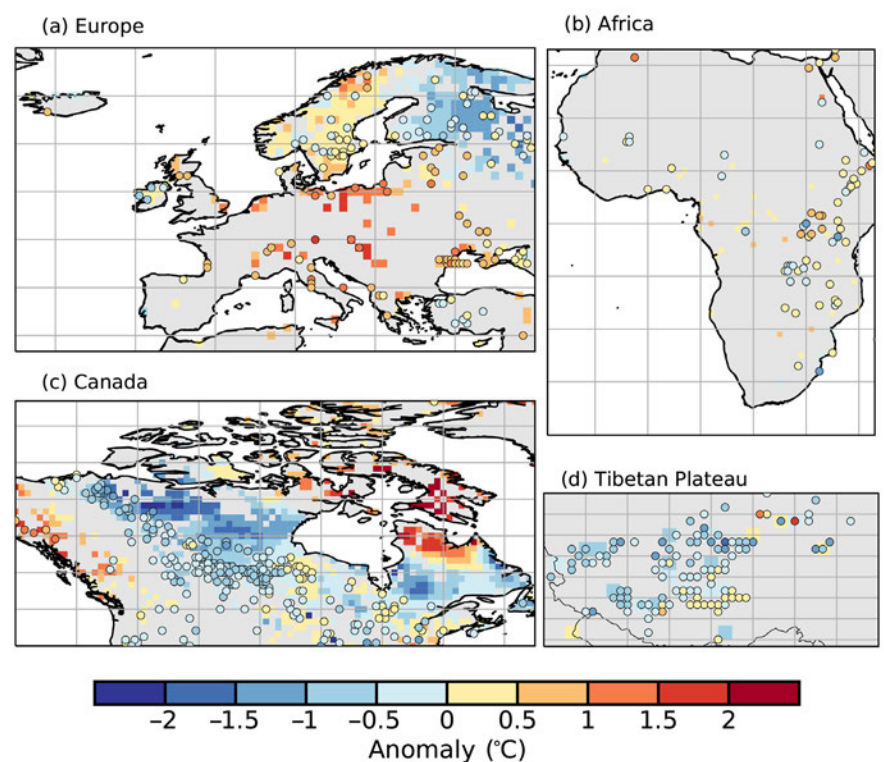 (a) Europe
(b) Africa
(c) Canada
(d) Tibetan Plateau
−2 −1.5 −1 −0.5 0 0.5 1 1.5 2
Anomaly (°C)